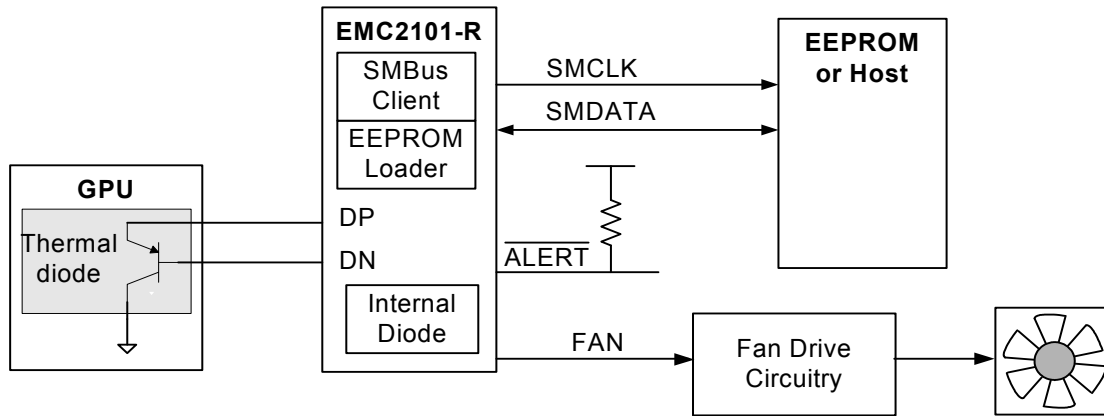 EMC2101-R
SMBus
Client
EEPROM
Loader
DP
DN
Internal
Diode
GPU
Thermal
diode
SMCLK
SMDATA
ALERT
FAN
EEPROM
or Host
Fan Drive
Circuitry